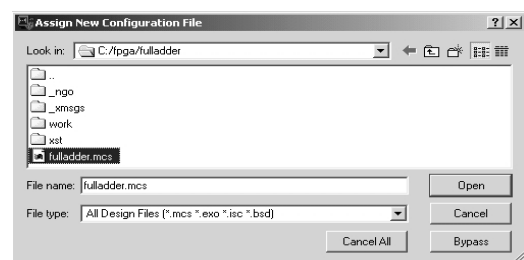 Assign New Configuration File
Look in: C:/fpga/fulladder
..
_ngo
_xmsgs
work
xst
fulladder.mcs
File name: fulladder.mcs Open
File type: All Design Files (*.mcs *.exo *.isc *.bsd) Cancel
Cancel All Bypass